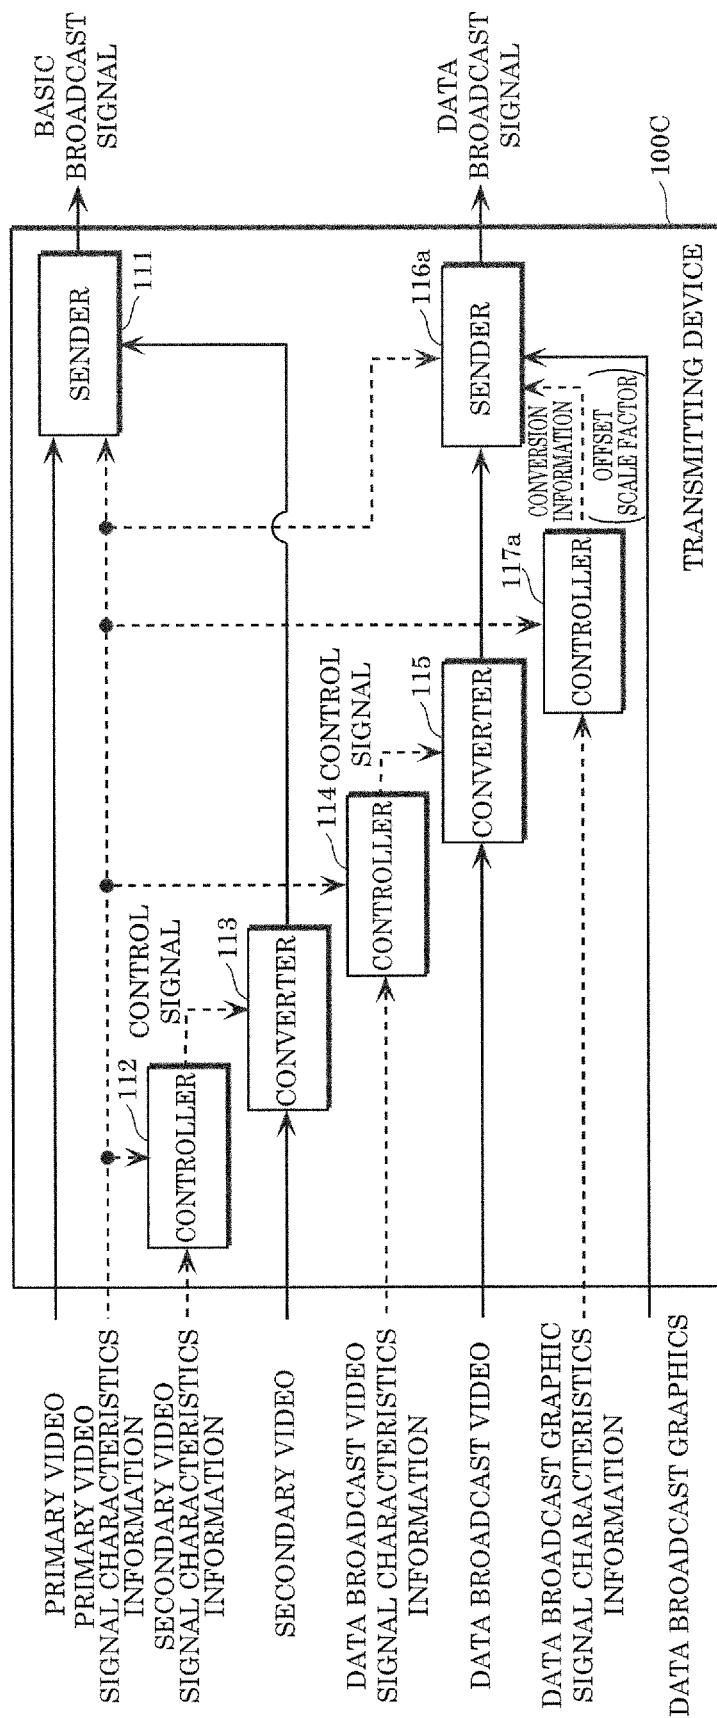 PRIMARY VIDEO
PRIMARY VIDEO
SIGNAL CHARACTERISTICS
INFORMATION
SECONDARY VIDEO
SIGNAL CHARACTERISTICS
INFORMATION
SECONDARY VIDEO
DATA BROADCAST VIDEO
SIGNAL CHARACTERISTICS
INFORMATION
DATA BROADCAST VIDEO
DATA BROADCAST GRAPHIC
SIGNAL CHARACTERISTICS
INFORMATION
DATA BROADCAST GRAPHICS
112
CONTROLLER
CONTROL
SIGNAL
113
CONVERTER
114
CONTROLLER
CONTROL
SIGNAL
115
CONVERTER
117a
CONTROLLER
CONVERSION
INFORMATION
(OFFSET
SCALE FACTOR)
SENDER
111
SENDER
116a
TRANSMITTING DEVICE
100C
BASIC
BROADCAST
SIGNAL
DATA
BROADCAST
SIGNAL